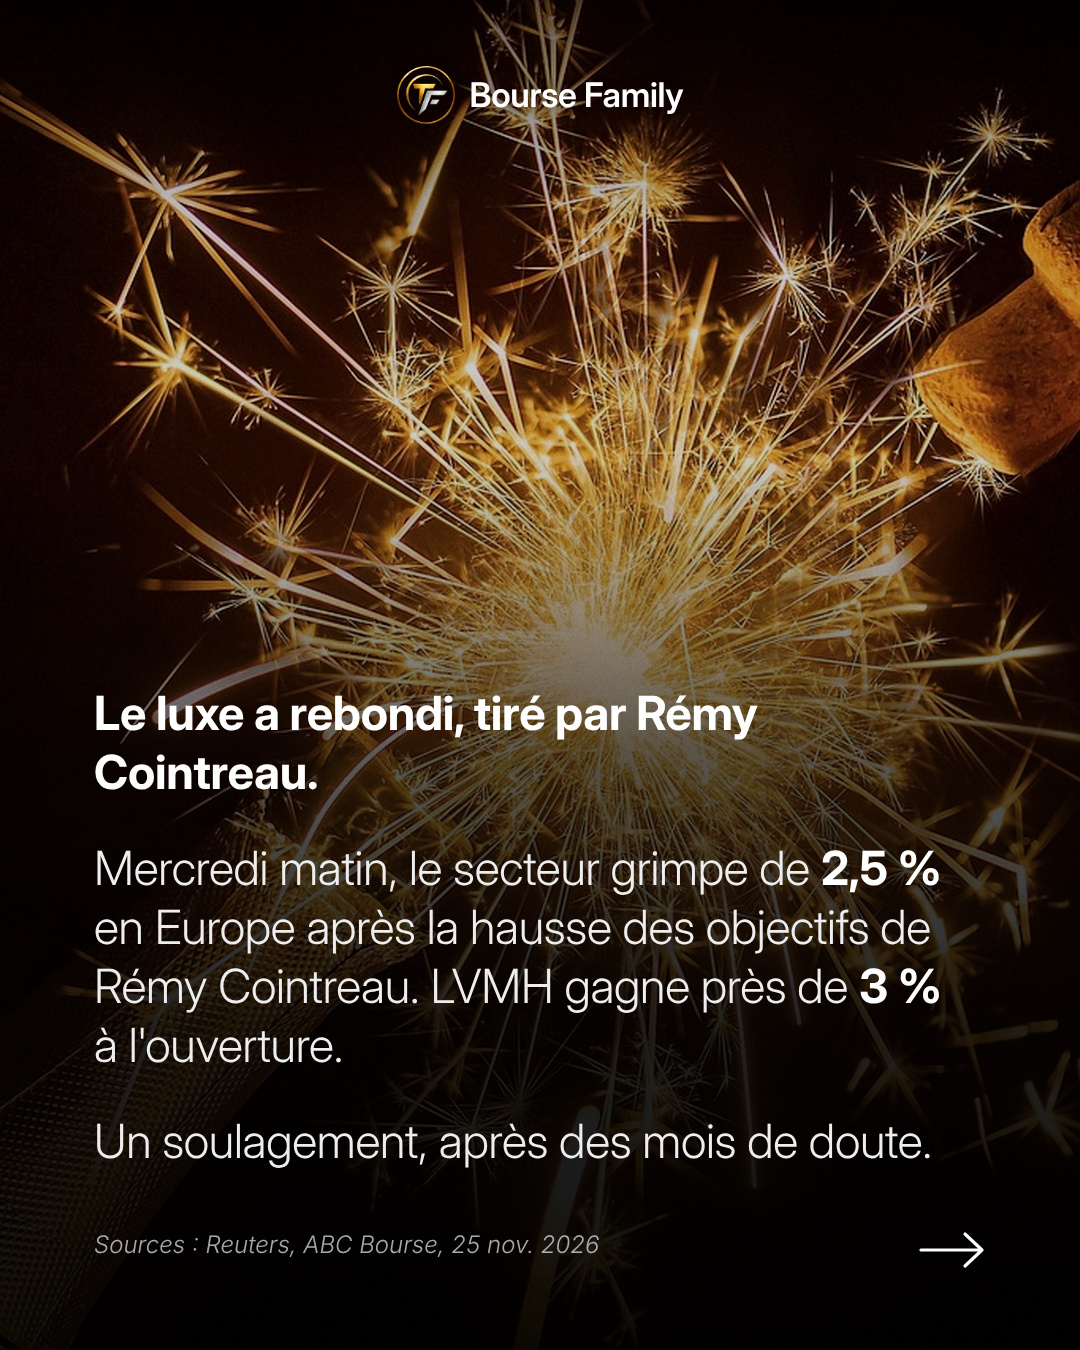 TF Bourse Family
Le luxe a rebondi, tiré par Rémy
Cointreau.
Mercredi matin, le secteur grimpe de 2,5 %
en Europe après la hausse des objectifs de
Rémy Cointreau. LVMH gagne près de 3 %
à l'ouverture.
Un soulagement, après des mois de doute.
Sources : Reuters, ABC Bourse, 25 nov. 2026